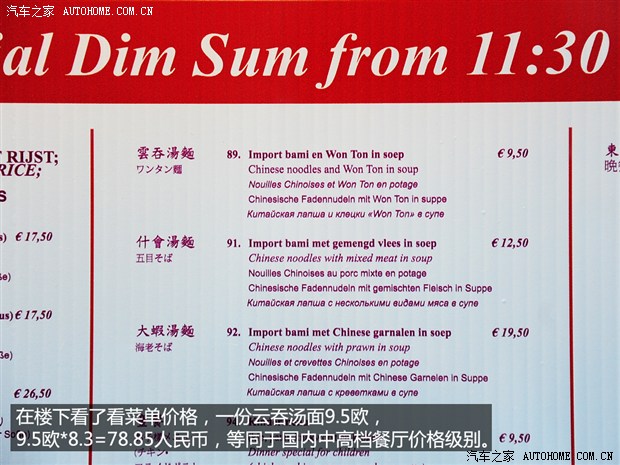 汽车之家 AUTOHOME.COM.CN
汽车之家 AUTOHOME.COM.CN
ial Dim Sum from 11:30
RIJST;
RICE;
S
€ 17,50
€ 17,50
€ 26,50
雲吞湯麵 89. Import bami en Won Ton in soep € 9,50
ワンタン麵 Chinese noodles and Won Ton in soup
Nouilles Chinoises et Won Ton en potage
Chinesische Fadennudeln mit Won Ton in suppe
Китайская лапша и клецки «Won Ton» в супе
什會湯麵 91. Import bami met gemengd vlees in soep € 12,50
五目そば Chinese noodles with mixed meat in soup
Nouilles Chinoises au porc mixte en potage
Chinesische Fadennudeln mit gemischten Fleisch in Suppe
Китайская лапша с несколькими видами мяса в супе
大蝦湯麵 92. Import bami met Chinese garnalen in soep € 19,50
海老そば Chinese noodles with prawn in soup
Nouilles et crevettes Chinoises en potage
Chinesische Fadennudeln mit Chinese Garnelen in Suppe
Китайская лапша с креветками в супе
€ 9,50
(チキン· Dinner special for children
東
晚
在楼下看了看菜单价格，一份云吞汤面9.5欧，
9.5欧*8.3=78.85人民币，等同于国内中高档餐厅价格级别。